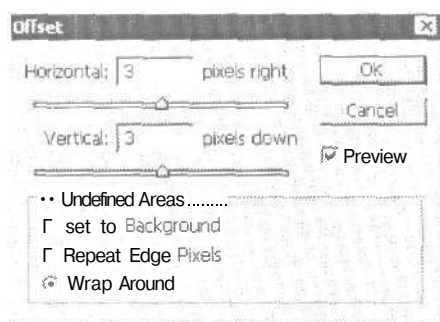 Offset
Horizontal: 3 pixels right
OK
Cancel
Vertical: 3 pixels down
Preview
Undefined Areas
set to Background
Repeat Edge Pixels
Wrap Around